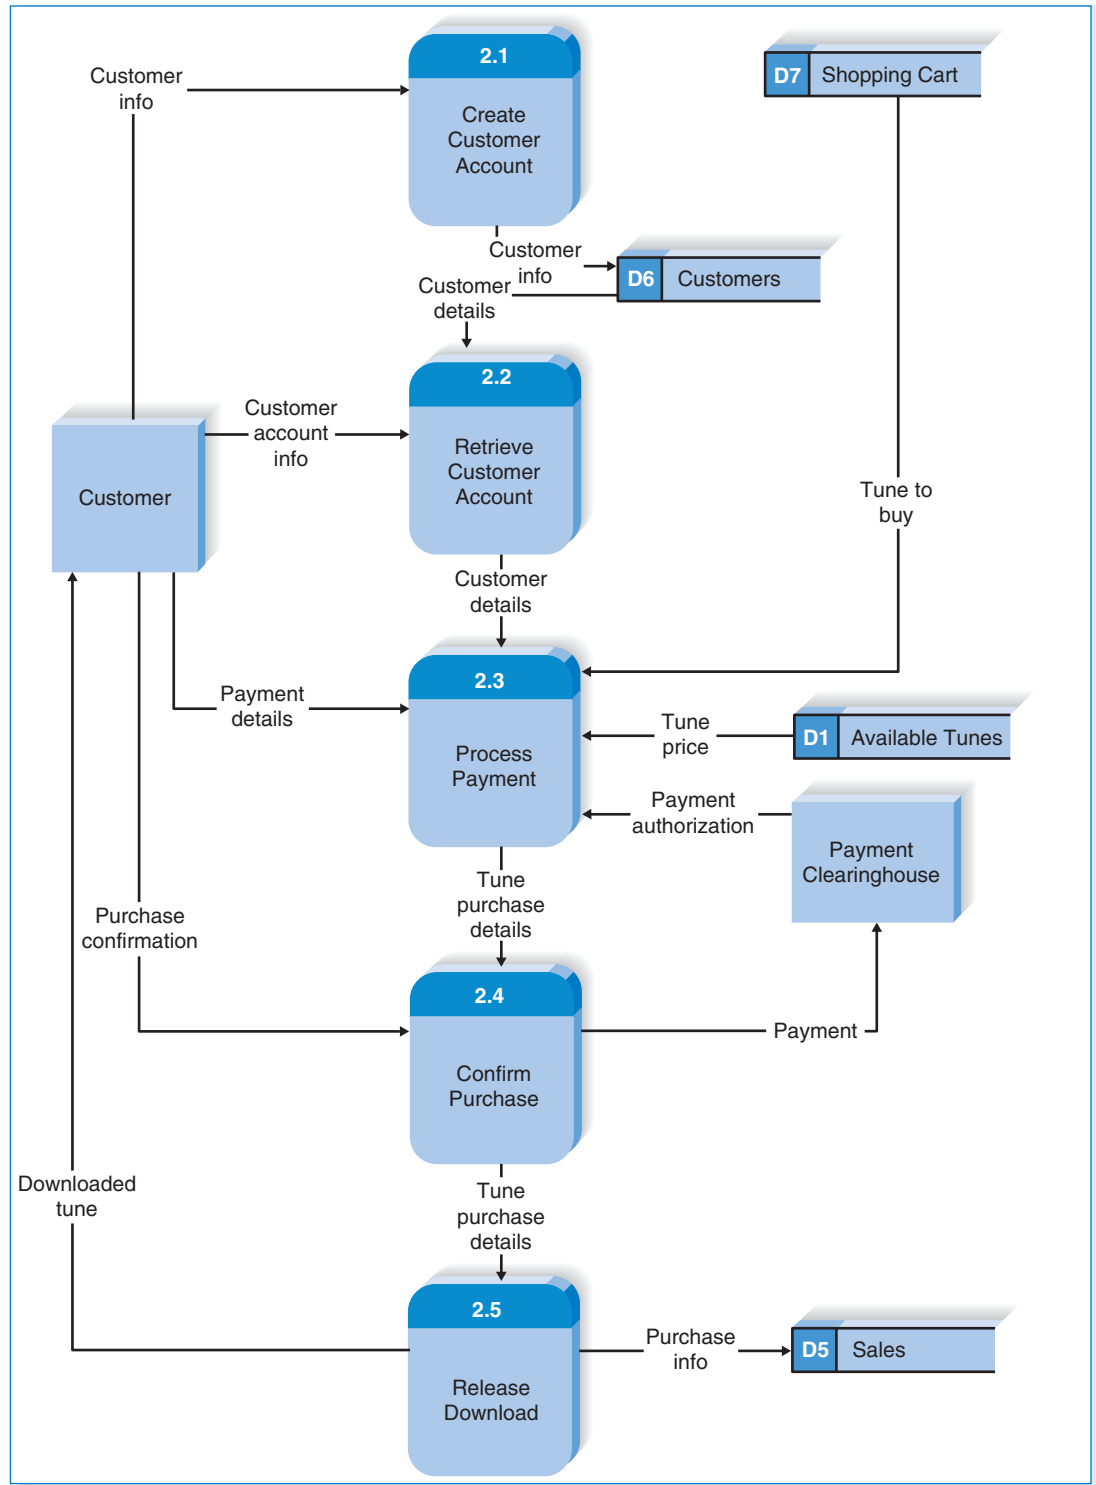 2.1
Create
Customer
Account
Customer
info
D7 Shopping Cart
Customer
info
D6 Customers
Customer
details
2.2
Retrieve
Customer
Account
Customer
account
info
Customer
Tune to
buy
Customer
details
2.3
Process
Payment
Payment
details
Tune
price
D1 Available Tunes
Payment
authorization
Payment
Clearinghouse
Tune
purchase
details
Purchase
confirmation
2.4
Confirm
Purchase
Payment
Downloaded
tune
Tune
purchase
details
2.5
Release
Download
Purchase
info
D5 Sales